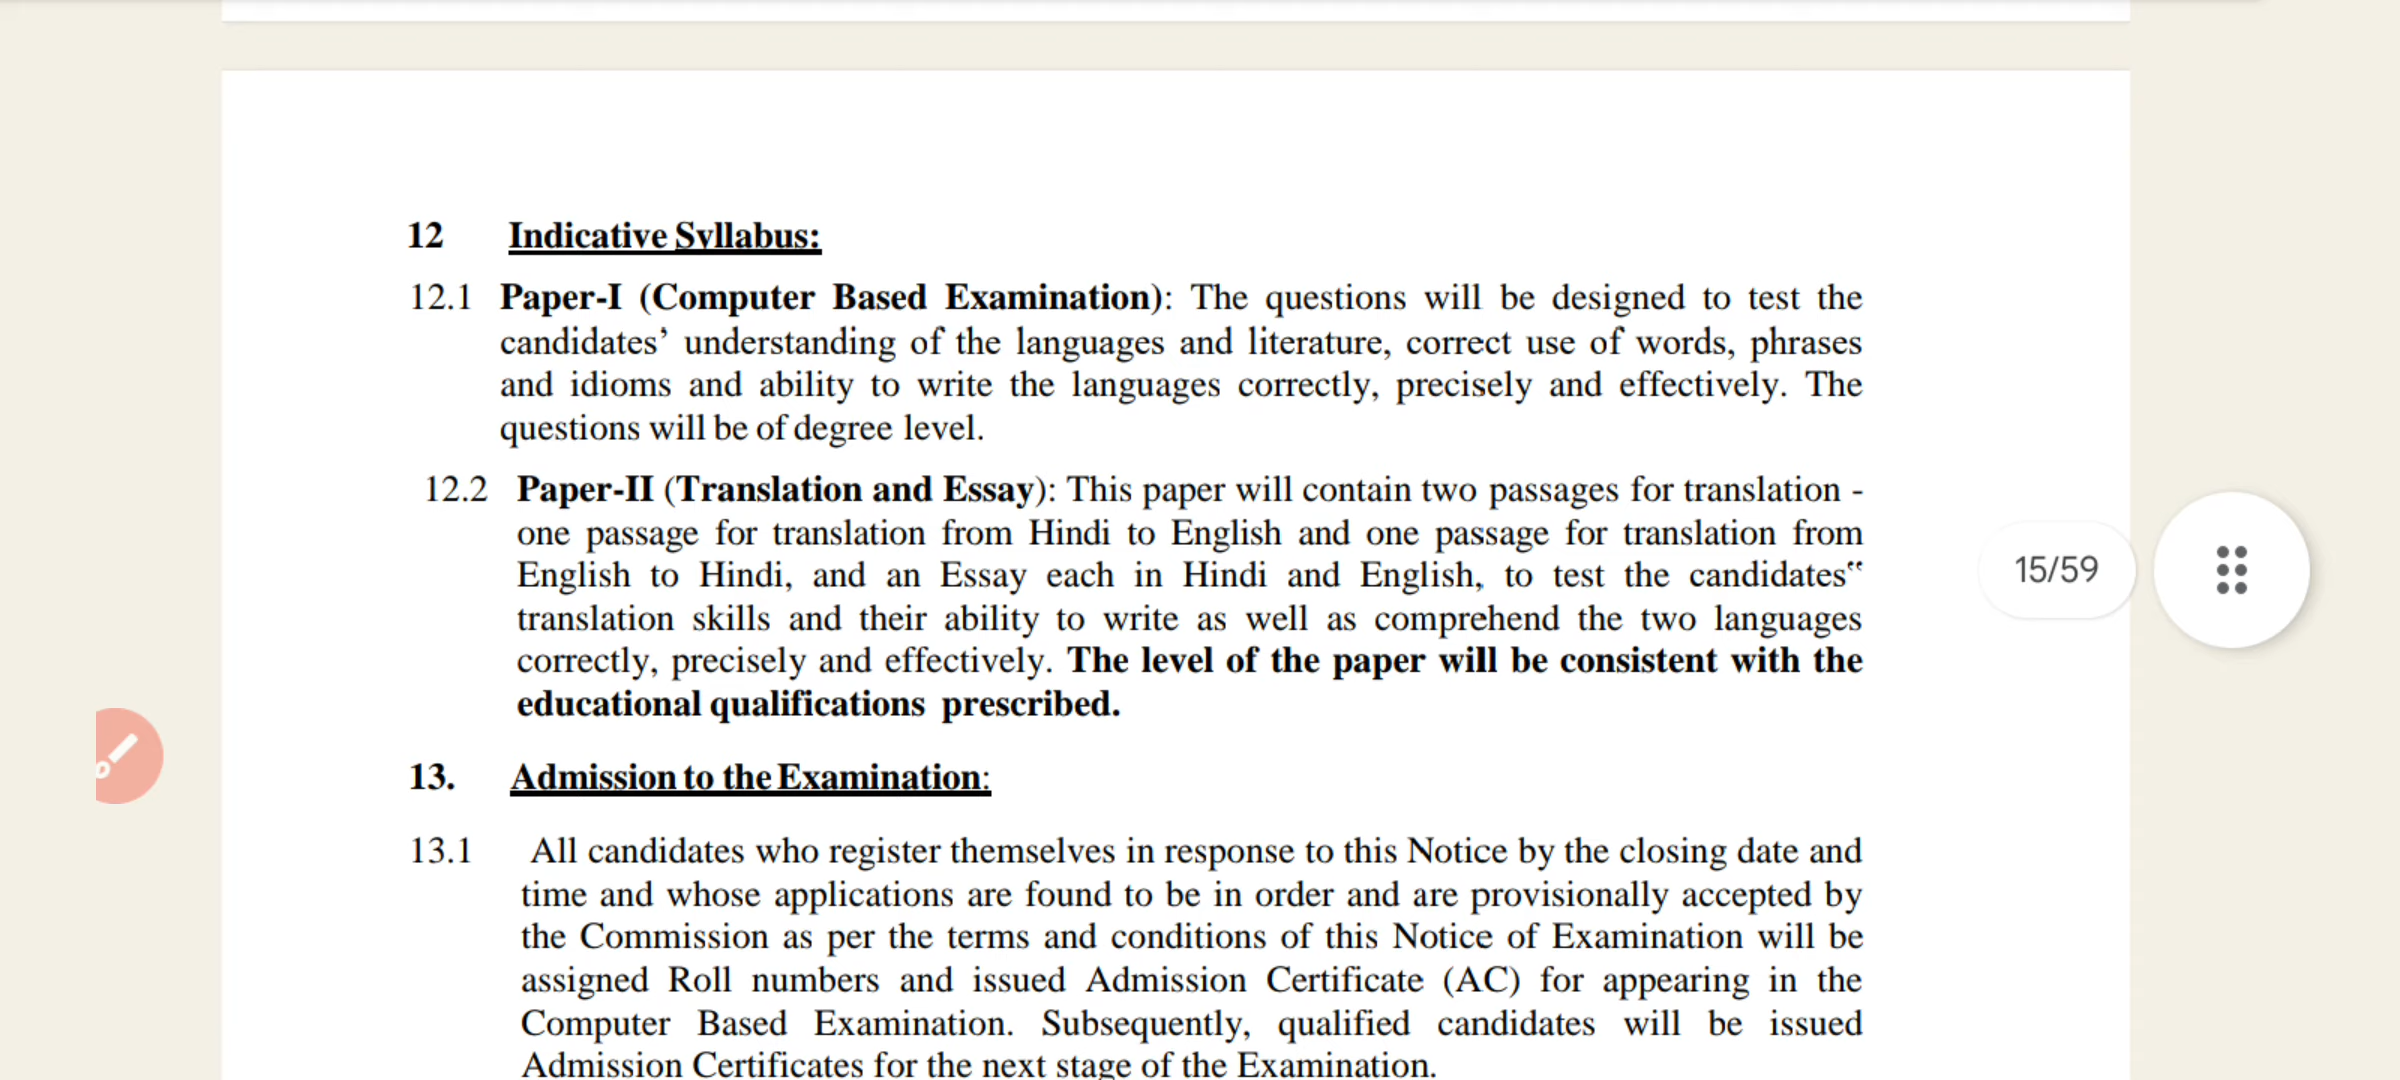 12 Indicative Syllabus:
12.1 Paper-I (Computer Based Examination): The questions will be designed to test the
candidates’ understanding of the languages and literature, correct use of words, phrases
and idioms and ability to write the languages correctly, precisely and effectively. The
questions will be of degree level.
12.2 Paper-II (Translation and Essay): This paper will contain two passages for translation -
one passage for translation from Hindi to English and one passage for translation from
English to Hindi, and an Essay each in Hindi and English, to test the candidates‟
translation skills and their ability to write as well as comprehend the two languages
correctly, precisely and effectively. The level of the paper will be consistent with the
educational qualifications prescribed.
15/59
13. Admission to the Examination:
13.1 All candidates who register themselves in response to this Notice by the closing date and
time and whose applications are found to be in order and are provisionally accepted by
the Commission as per the terms and conditions of this Notice of Examination will be
assigned Roll numbers and issued Admission Certificate (AC) for appearing in the
Computer Based Examination. Subsequently, qualified candidates will be issued
Admission Certificates for the next stage of the Examination.